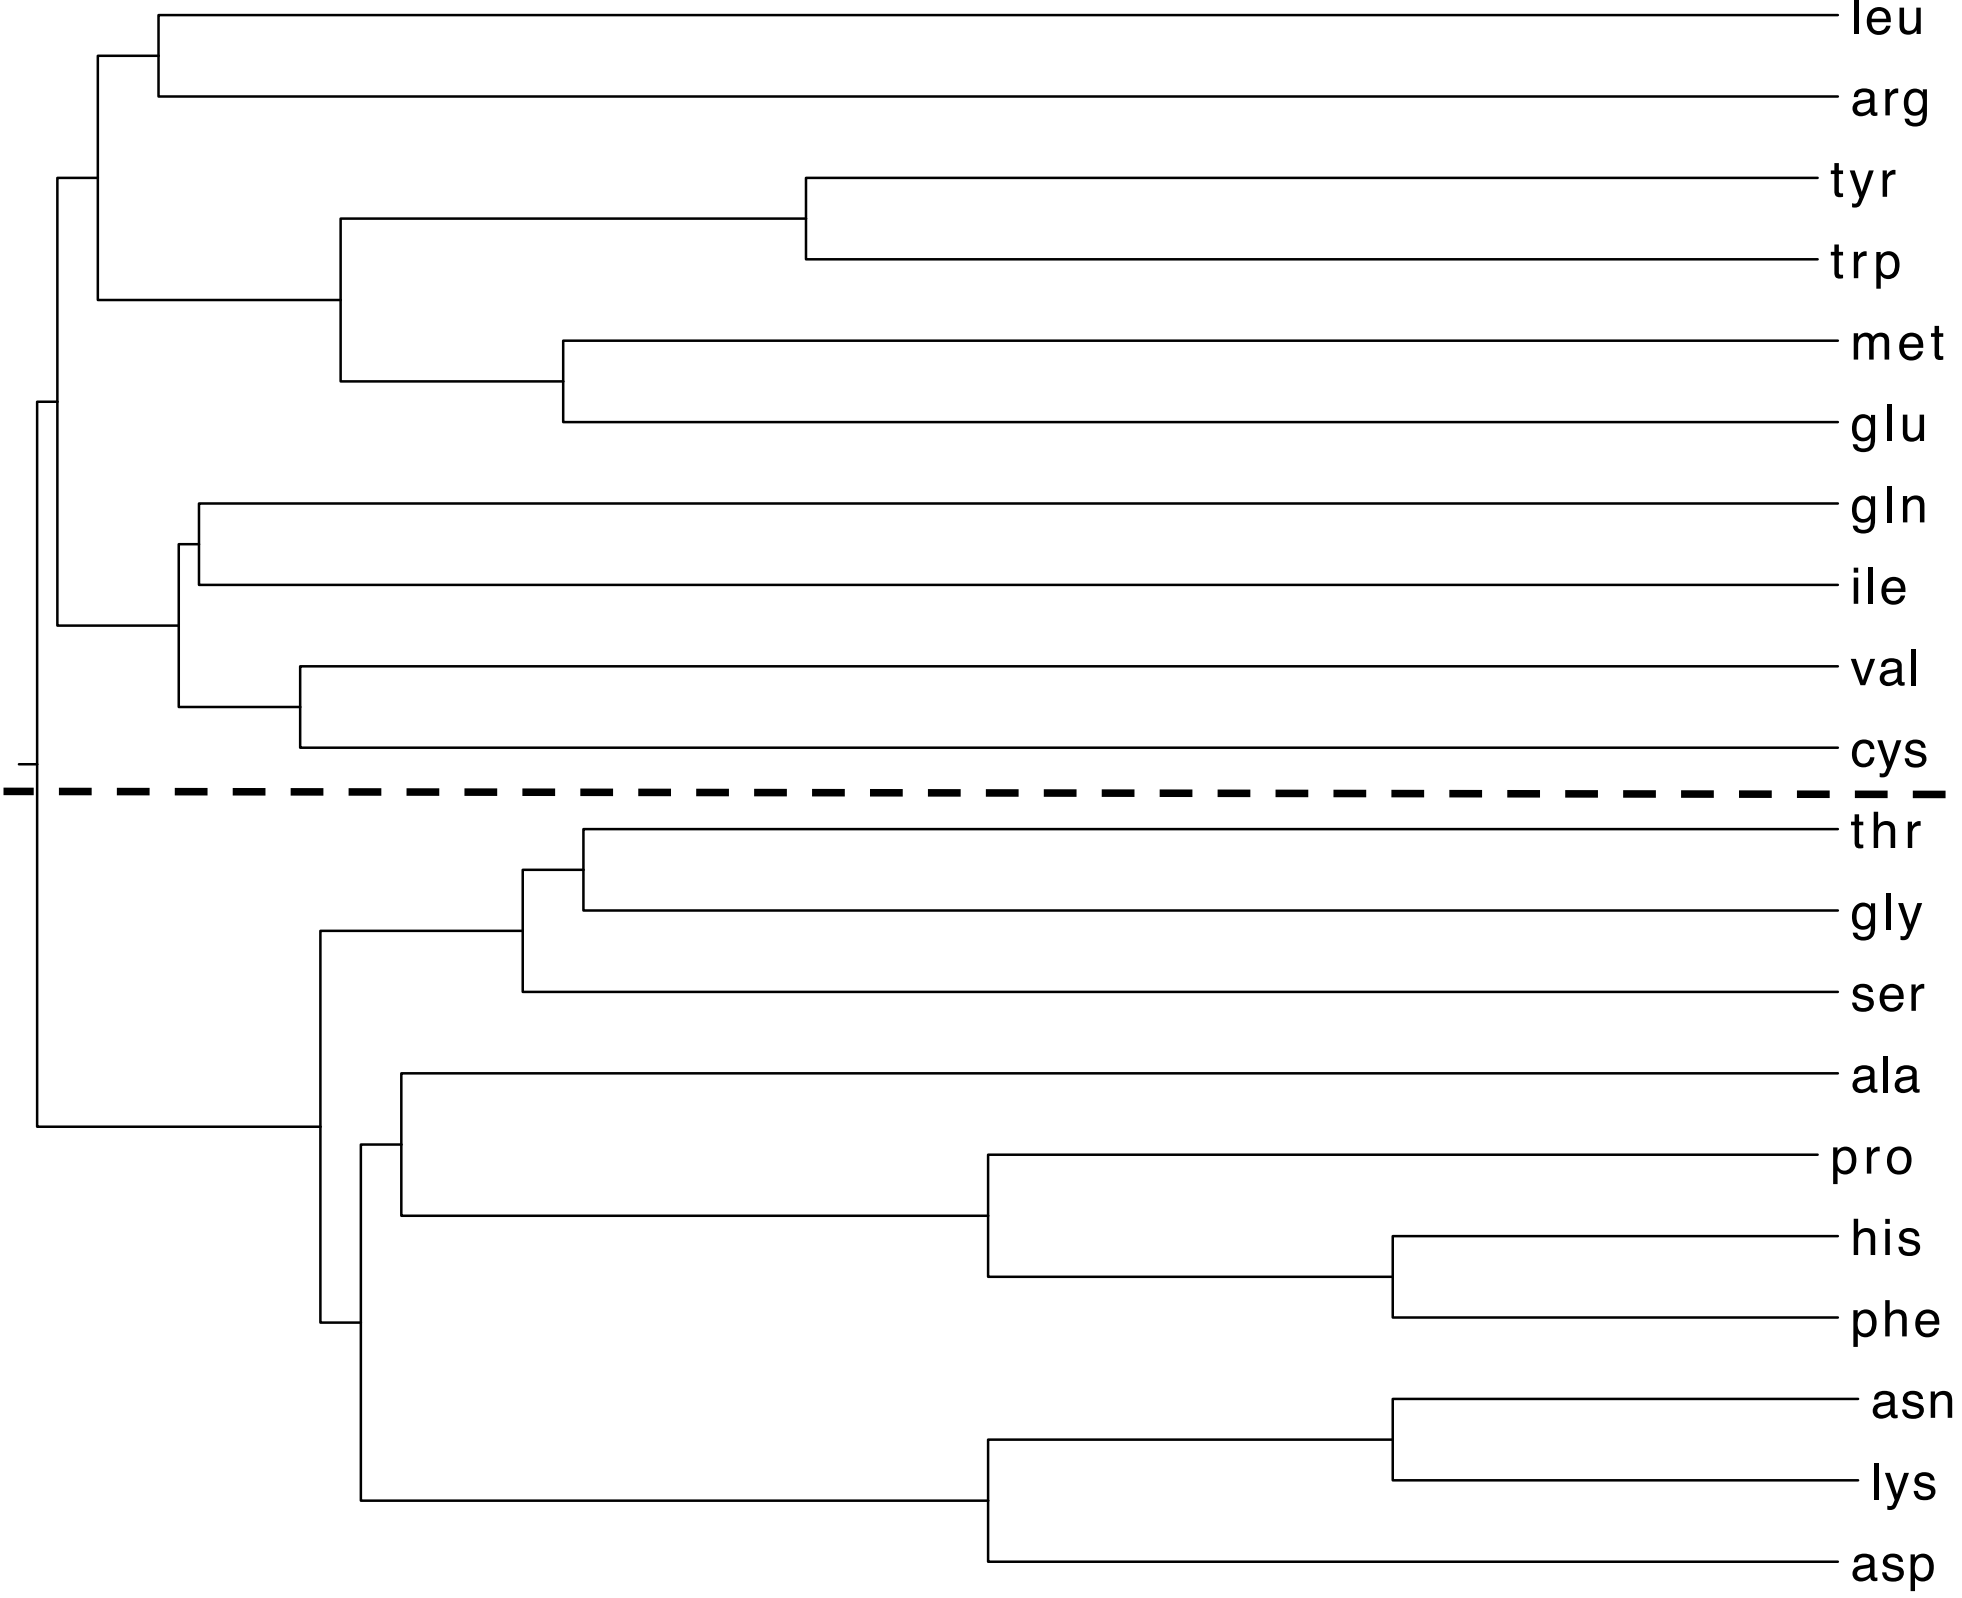 leu
arg
tyr
trp
met
glu
gln
ile
val
cys
thr
gly
ser
ala
pro
his
phe
asn
lys
asp